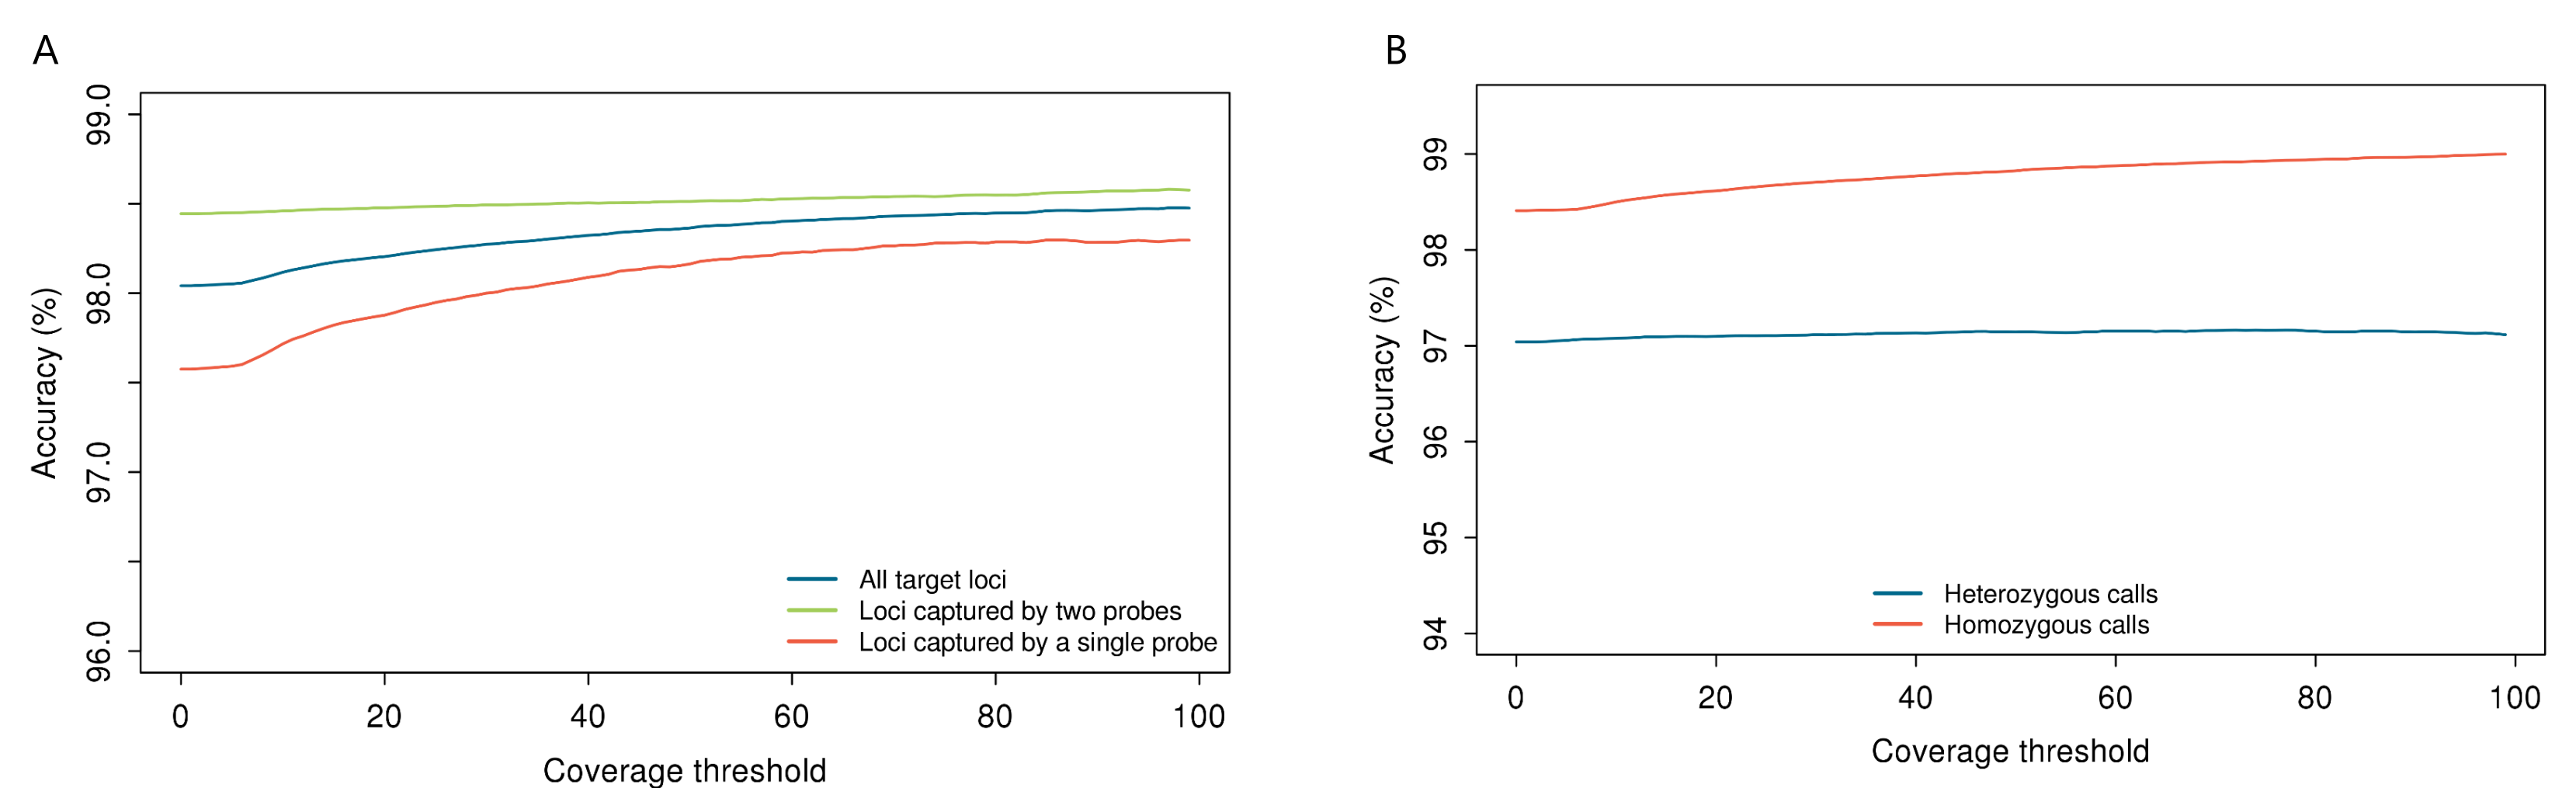 A
99.0
98.0
97.0
96.0
Accuracy (%)
All target loci
Loci captured by two probes
Loci captured by a single probe
0 20 40 60 80 100
Coverage threshold
B
99
98
97
96
95
94
Accuracy (%)
Heterozygous calls
Homozygous calls
0 20 40 60 80 100
Coverage threshold